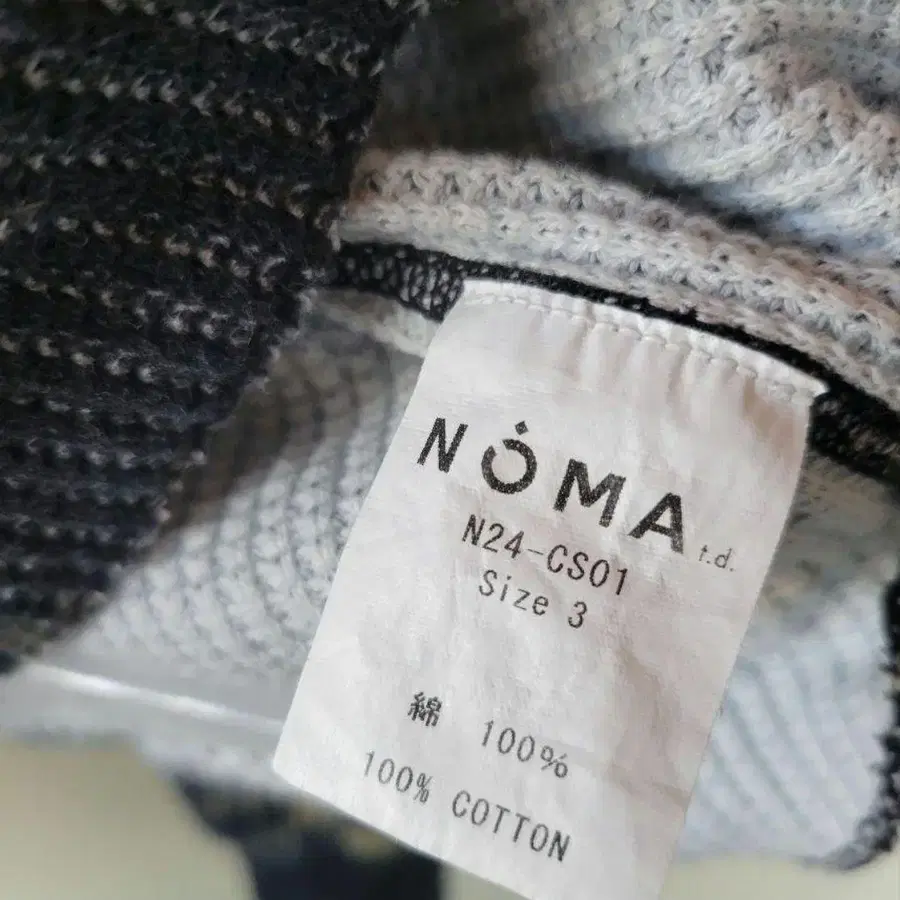 NOMA t.d.
N24-CS01
Size 3
綿 100%
100% COTTON